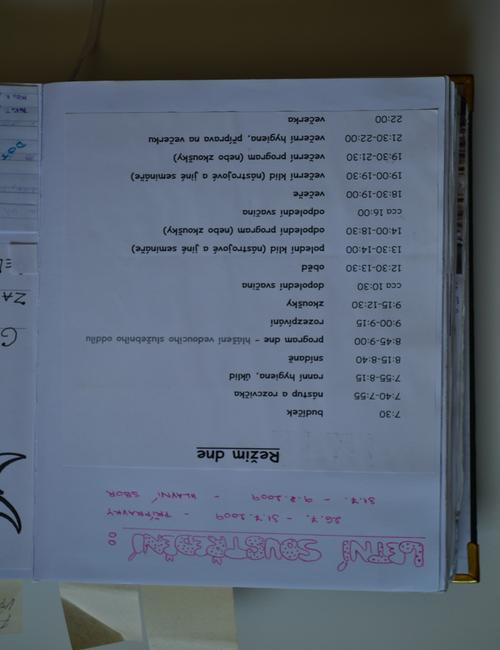 LETNÍ SOUSTŘEDĚNÍ
26.7. - 31.7.2009 - PŘÍPRAVKY
31.7. - 9.8.2009 - HLAVNÍ SBOR
Režim dne
7:30 budíček
7:40-7:55 nástup a rozcvička
7:55-8:15 ranní hygiena, úklid
8:15-8:40 snídaně
8:45-9:00 program dne - hlášení vedoucího služebního oddílu
9:00-9:15 rozezpívání
9:15-12:30 zkoušky
cca 10:30 dopolední svačina
12:30-13:30 oběd
13:30-14:00 polední klid (nástrojové a jiné semináře)
14:00-18:30 odpolední program (nebo zkoušky)
cca 16:00 odpolední svačina
18:30-19:00 večeře
19:00-19:30 večerní klid (nástrojové a jiné semináře)
19:30-21:30 večerní program (nebo zkoušky)
21:30-22:00 večerní hygiena, příprava na večerku
22:00 večerka
ZA